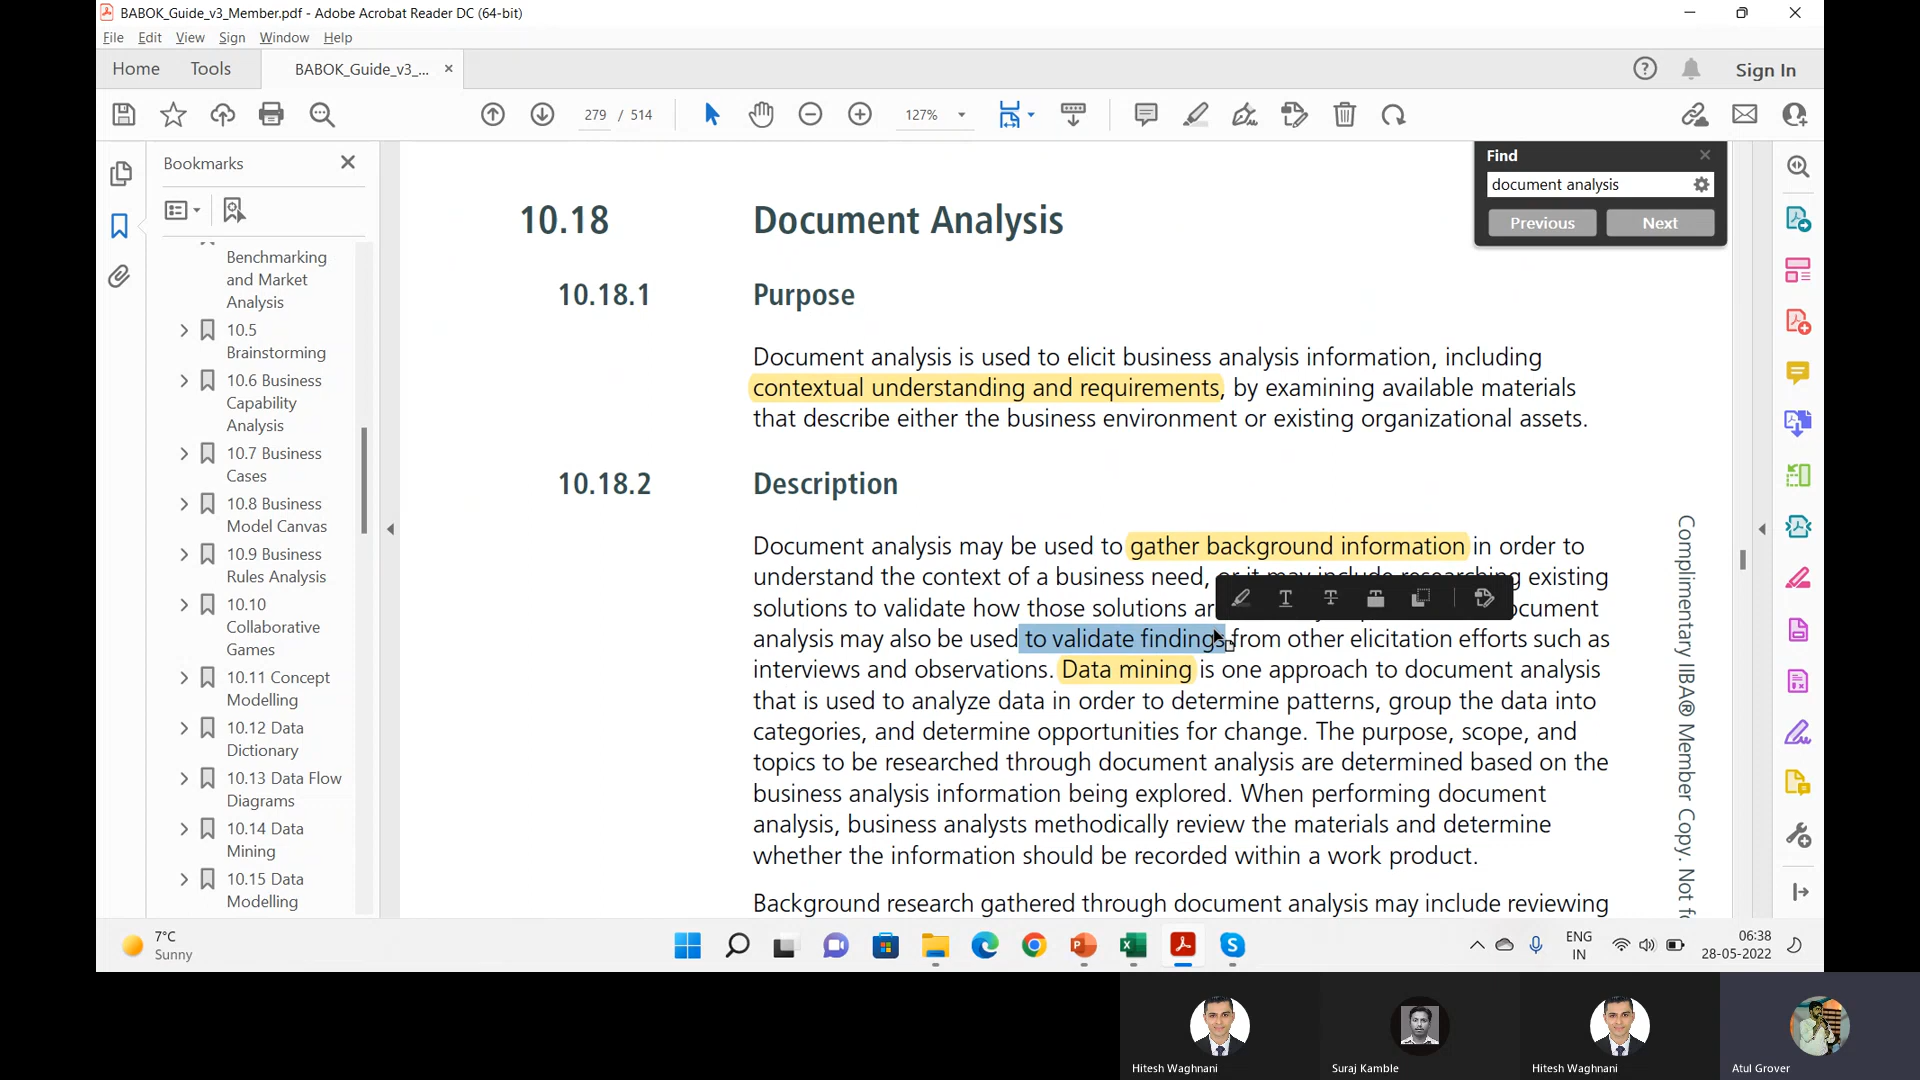 BABOK_Guide_v3_Member.pdf - Adobe Acrobat Reader DC (64-bit)
File Edit View Sign Window Help
Home Tools BABOK_Guide_v3_... × Sign In
279 / 514 127%
Bookmarks
Benchmarking
and Market
Analysis
10.5
Brainstorming
10.6 Business
Capability
Analysis
10.7 Business
Cases
10.8 Business
Model Canvas
10.9 Business
Rules Analysis
10.10
Collaborative
Games
10.11 Concept
Modelling
10.12 Data
Dictionary
10.13 Data Flow
Diagrams
10.14 Data
Mining
10.15 Data
Modelling
Find
document analysis
Previous Next
10.18 Document Analysis
10.18.1 Purpose
Document analysis is used to elicit business analysis information, including
contextual understanding and requirements, by examining available materials
that describe either the business environment or existing organizational assets.
10.18.2 Description
Document analysis may be used to gather background information in order to
understand the context of a business need, or it may include researching existing
solutions to validate how those solutions
analysis may also be used to validate findings from other elicitation efforts such as
interviews and observations. Data mining is one approach to document analysis
that is used to analyze data in order to determine patterns, group the data into
categories, and determine opportunities for change. The purpose, scope, and
topics to be researched through document analysis are determined based on the
business analysis information being explored. When performing document
analysis, business analysts methodically review the materials and determine
whether the information should be recorded within a work product.
Background research gathered through document analysis may include reviewing
Complimentary IIBA® Member Copy. Not
7°C
Sunny
ENG
IN
06:38
28-05-2022
Hitesh Waghnani
Suraj Kamble
Hitesh Waghnani
Atul Grover